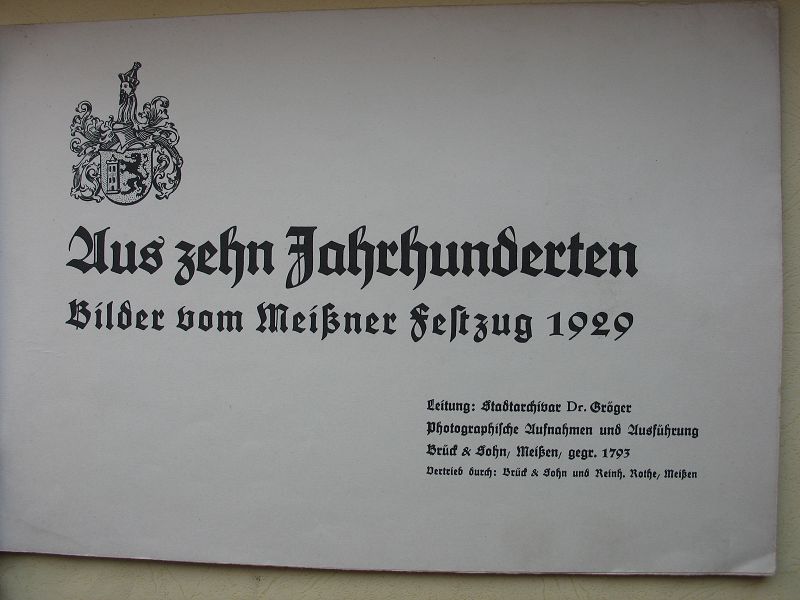 Aus zehn Jahrhunderten
Bilder vom Meißner Festzug 1929
Leitung: Stadtarchivar Dr. Gröger
Photographische Aufnahmen und Ausführung
Brück & Sohn, Meißen, gegr. 1793
Vertrieb durch: Brück & Sohn und Reinh. Rothe, Meißen